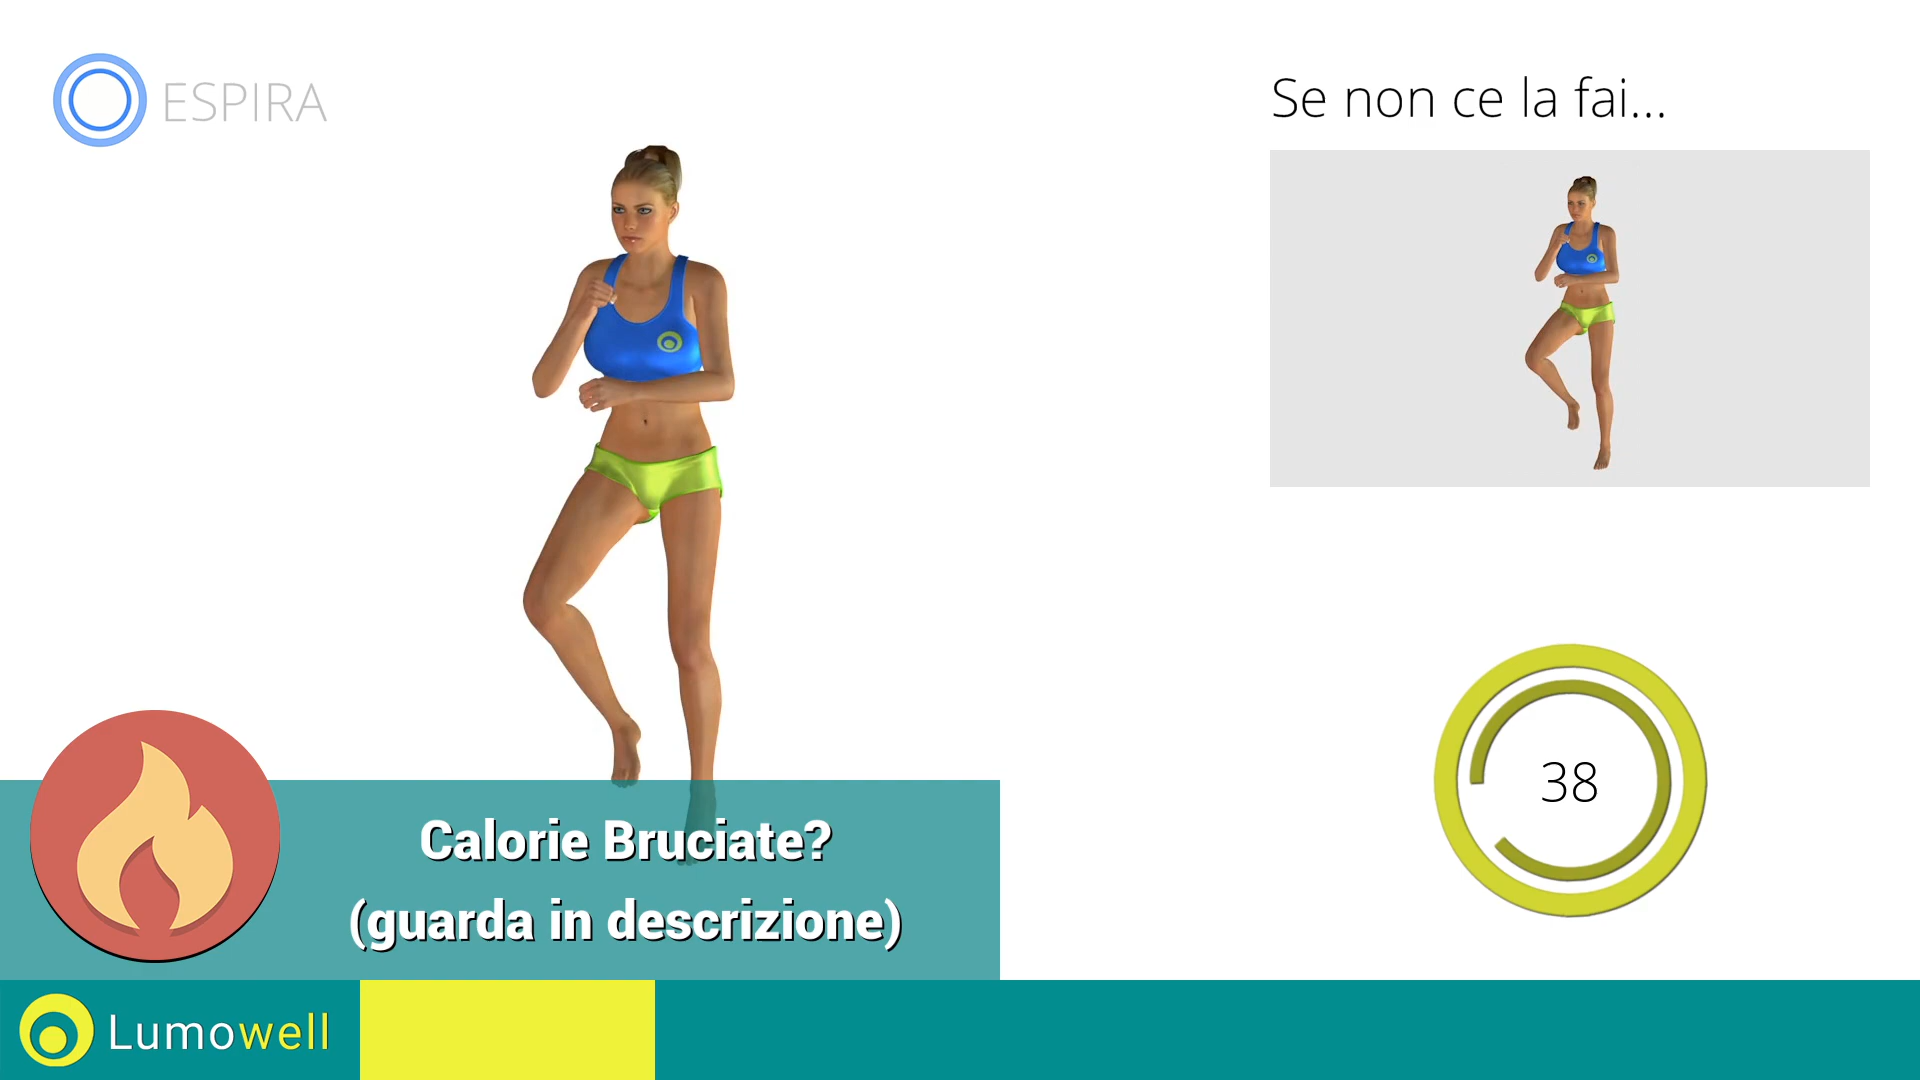 ESPIRA
Se non ce la fai...
38
Calorie Bruciate?
(guarda in descrizione)
Lumowell